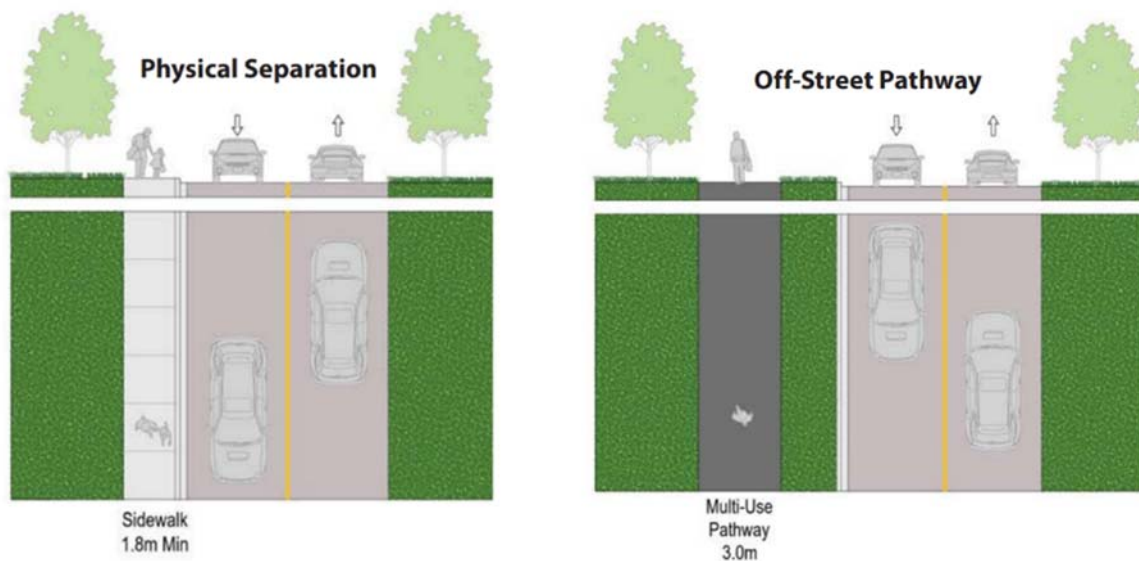 Physical Separation
Off-Street Pathway
Sidewalk
1.8m Min
Multi-Use
Pathway
3.0m